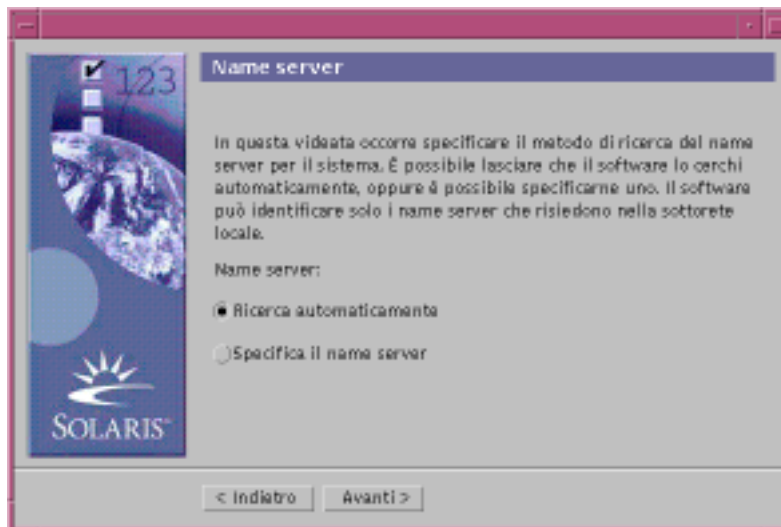 Name server
123
In questa videata occorre specificare il metodo di ricerca del name
server per il sistema. È possibile lasciare che il software lo cerchi
automaticamente, oppure è possibile specificarne uno. Il software
può identificare solo i name server che risiedono nella sottorete
locale.
Name server:
Ricerca automaticamente
Specifica il name server
SOLARIS™
< Indietro
Avanti >